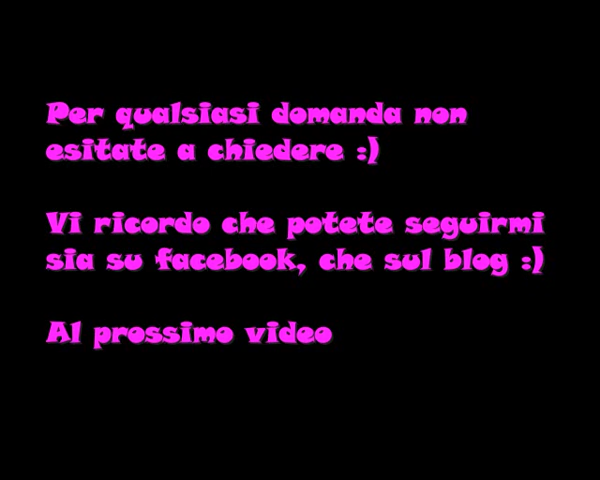 Per qualsiasi domanda non
esitate a chiedere :)
Vi ricordo che potete seguirmi
sia su facebook, che sul blog :)
Al prossimo video